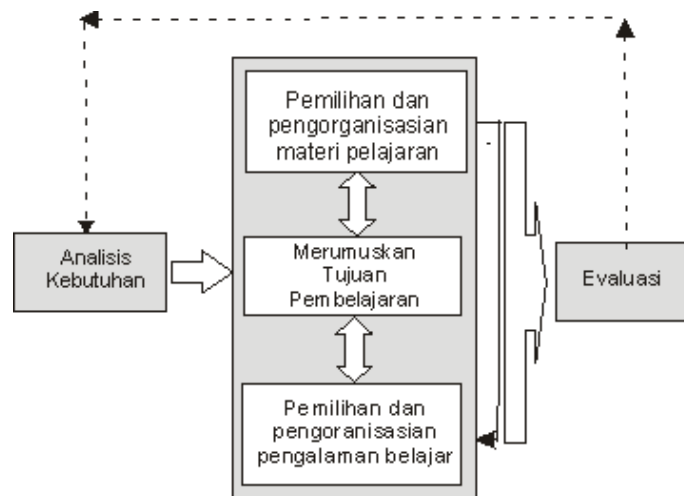 Pemilihan dan
pengorganisasian
materi pelajaran
Analisis
Kebutuhan
Merumuskan
Tujuan
Pembelajaran
Evaluasi
Pemilihan dan
pengoranisasian
pengalaman belajar